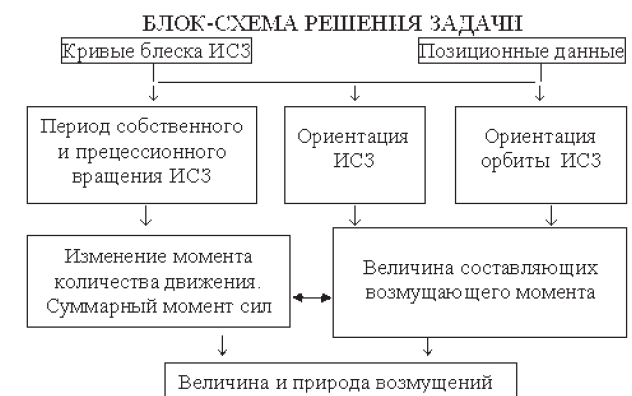 БЛОК-СХЕМА РЕШЕНИЯ ЗАДАЧИ
Кривые блеска ИСЗ
Позиционные данные
Период собственного
и прецессионного
вращения ИСЗ
Ориентация
ИСЗ
Ориентация
орбиты ИСЗ
Изменение момента
количества движения.
Суммарный момент сил
Величина составляющих
возмущающего момента
Величина и природа возмущений